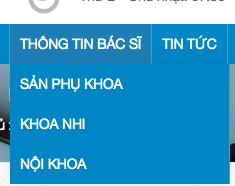 THÔNG TIN BÁC SĨ TIN TỨC
SẢN PHỤ KHOA
KHOA NHI
NỘI KHOA